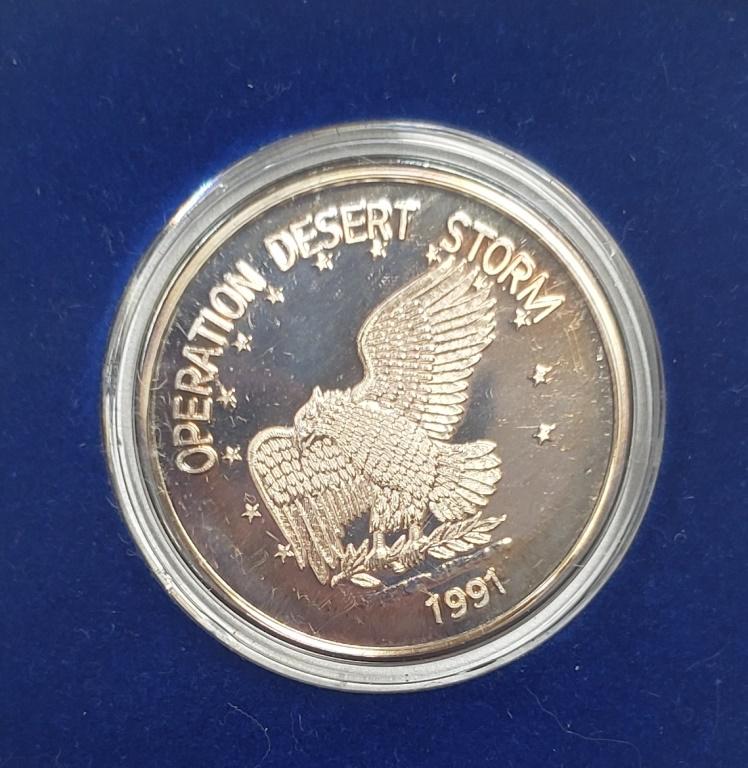 OPERATION DESERT STORM
1991